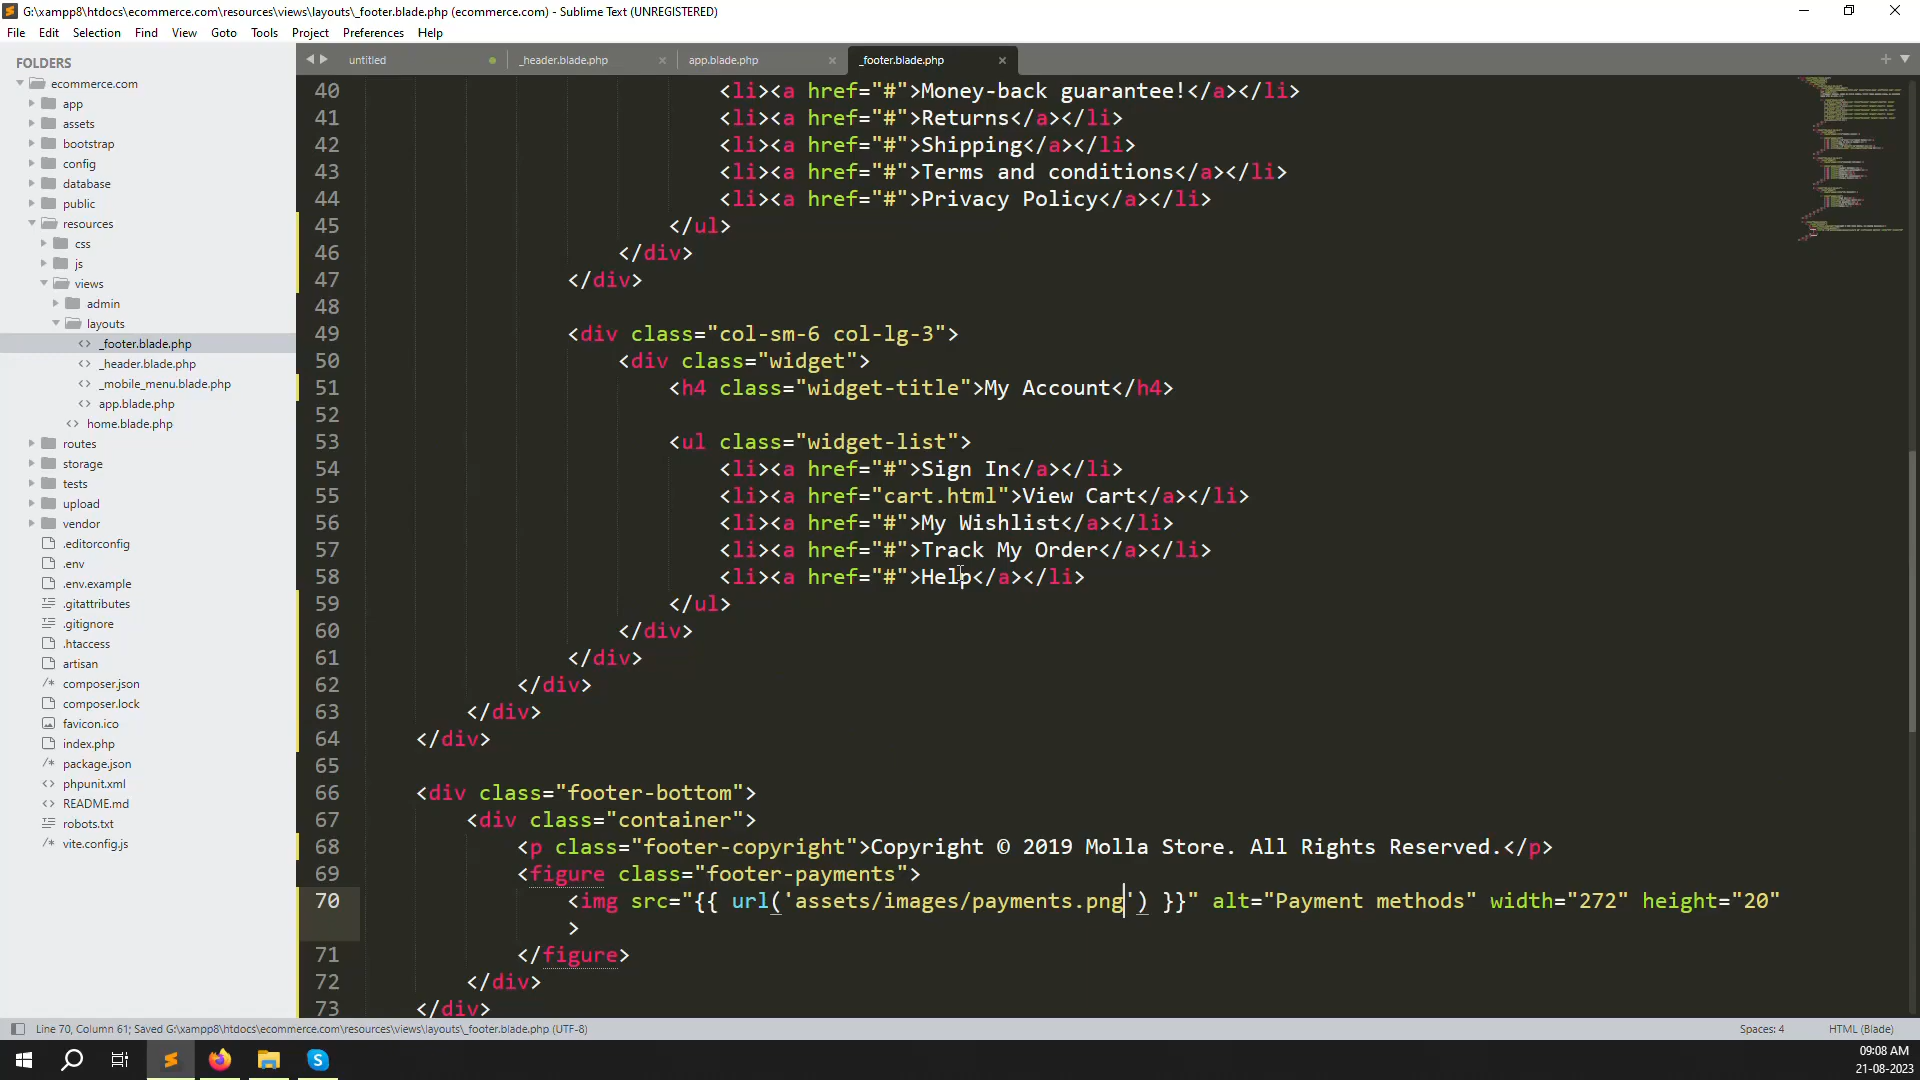 G:\xampp8\htdocs\ecommerce.com\resources\views\layouts\_footer.blade.php (ecommerce.com) - Sublime Text (UNREGISTERED)
File Edit Selection Find View Goto Tools Project Preferences Help
FOLDERS
ecommerce.com
app
assets
bootstrap
config
database
public
resources
css
js
views
admin
layouts
_footer.blade.php
_header.blade.php
_mobile_menu.blade.php
app.blade.php
home.blade.php
routes
storage
tests
upload
vendor
.editorconfig
.env
.env.example
.gitattributes
.gitignore
.htaccess
artisan
composer.json
composer.lock
favicon.ico
index.php
package.json
phpunit.xml
README.md
robots.txt
vite.config.js
untitled _header.blade.php app.blade.php _footer.blade.php
40 <li><a href="#">Money-back guarantee!</a></li>
41 <li><a href="#">Returns</a></li>
42 <li><a href="#">Shipping</a></li>
43 <li><a href="#">Terms and conditions</a></li>
44 <li><a href="#">Privacy Policy</a></li>
45 </ul>
46 </div>
47 </div>
48
49 <div class="col-sm-6 col-lg-3">
50 <div class="widget">
51 <h4 class="widget-title">My Account</h4>
52
53 <ul class="widget-list">
54 <li><a href="#">Sign In</a></li>
55 <li><a href="cart.html">View Cart</a></li>
56 <li><a href="#">My Wishlist</a></li>
57 <li><a href="#">Track My Order</a></li>
58 <li><a href="#">Help</a></li>
59 </ul>
60 </div>
61 </div>
62 </div>
63 </div>
64 </div>
65
66 <div class="footer-bottom">
67 <div class="container">
68 <p class="footer-copyright">Copyright © 2019 Molla Store. All Rights Reserved.</p>
69 <figure class="footer-payments">
70 <img src="{{ url('assets/images/payments.png') }}" alt="Payment methods" width="272" height="20"
>
71 </figure>
72 </div>
73 </div>
Line 70, Column 61; Saved G:\xampp8\htdocs\ecommerce.com\resources\views\layouts\_footer.blade.php (UTF-8)
Spaces: 4
HTML (Blade)
09:08 AM
21-08-2023